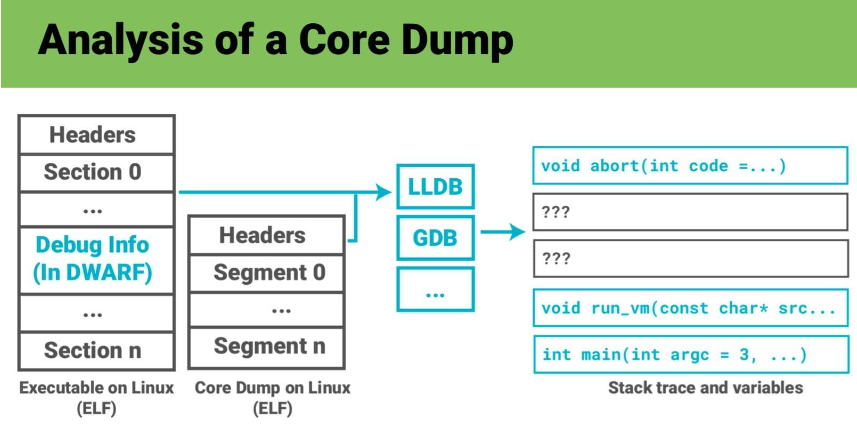 Analysis of a Core Dump
Headers
Section 0
...
Debug Info
(In DWARF)
...
Section n
Executable on Linux
(ELF)
Headers
Segment 0
...
Segment n
Core Dump on Linux
(ELF)
LLDB
GDB
...
void abort(int code =...)
???
???
void run_vm(const char* src...
int main(int argc = 3, ...)
Stack trace and variables